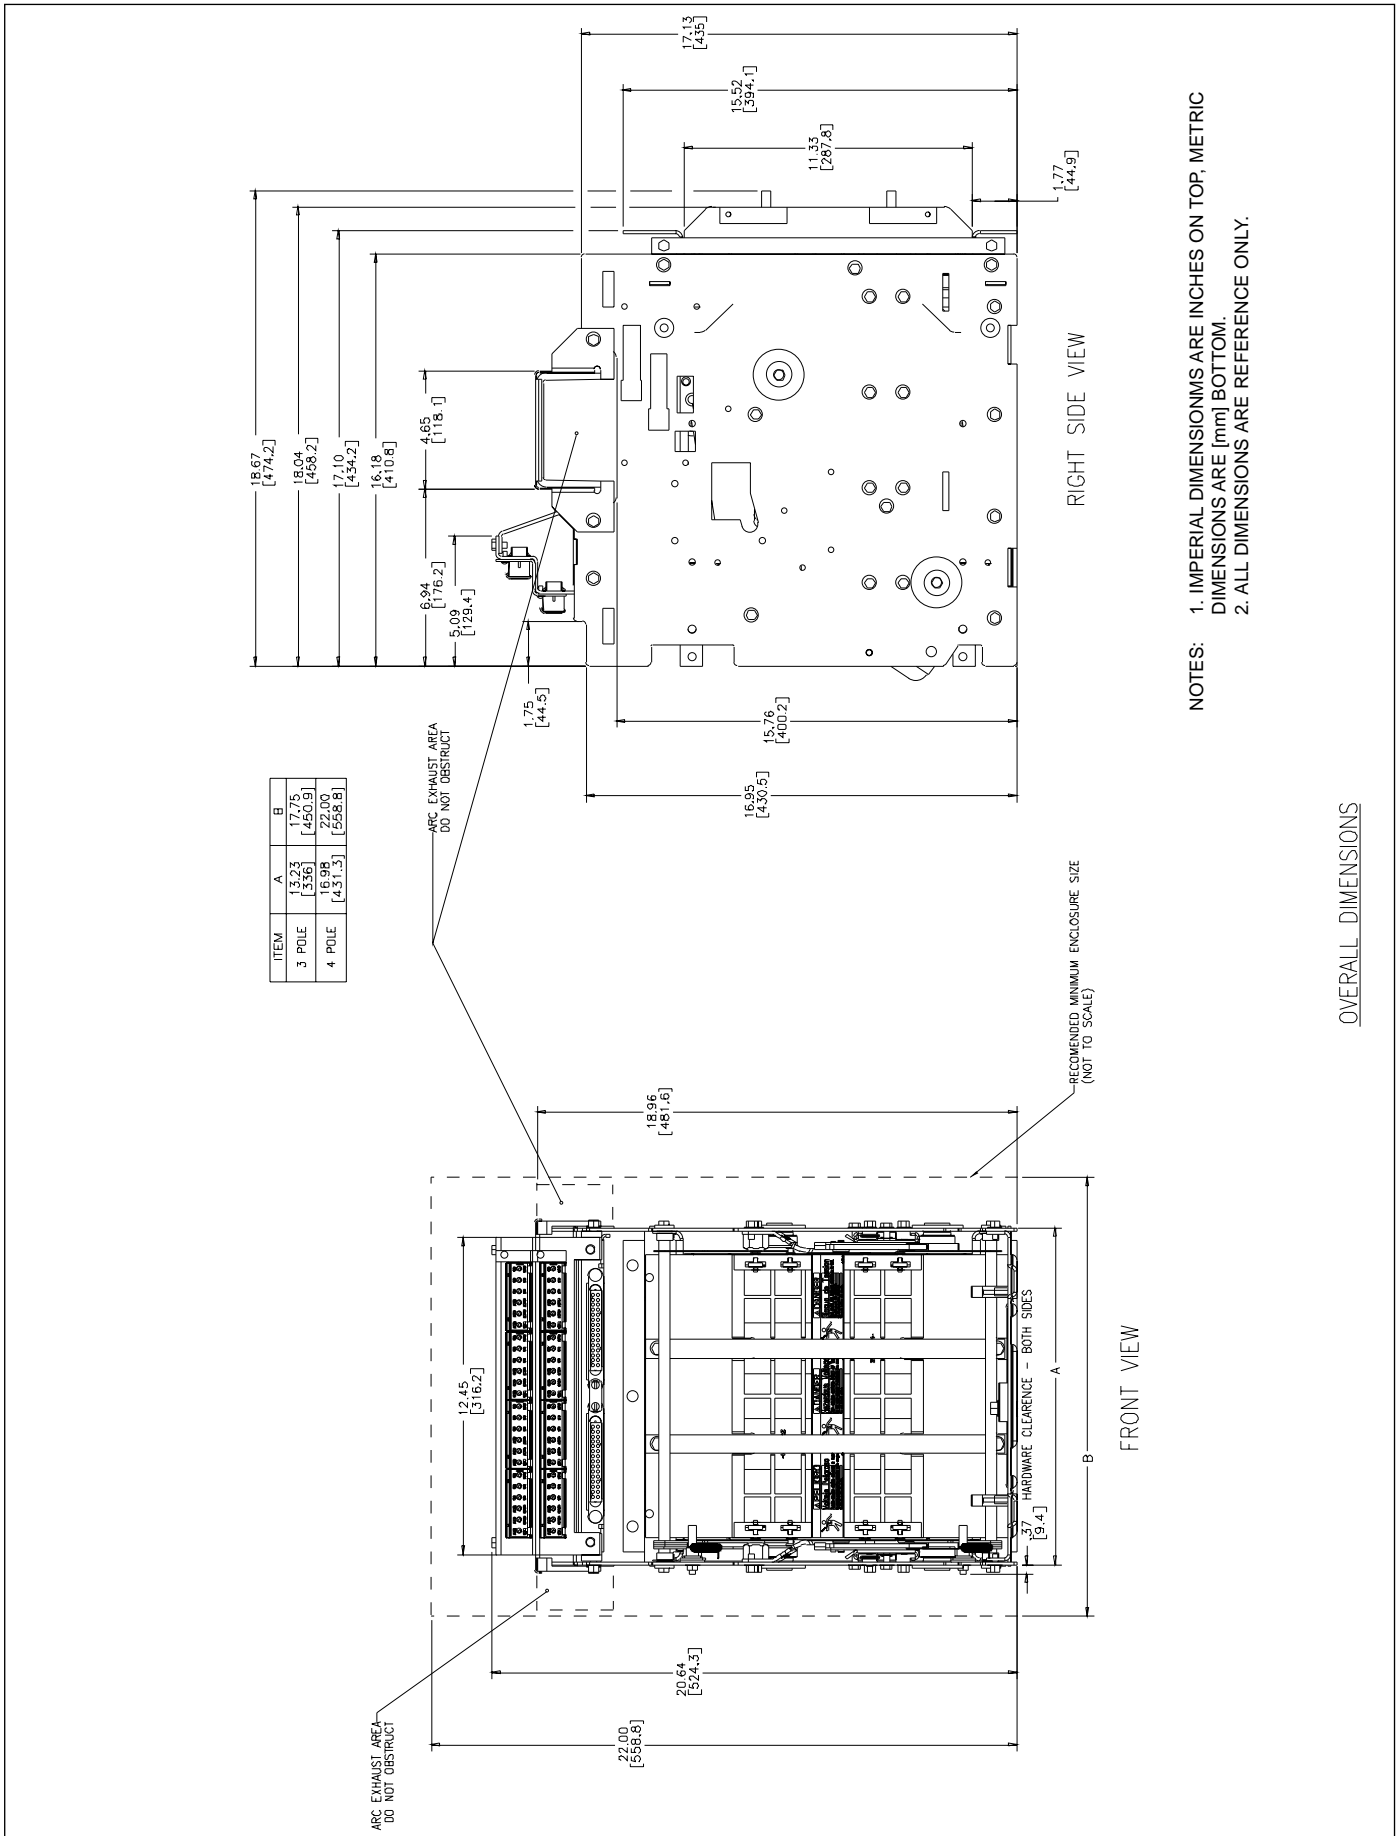 ITEM A B
3 POLE 13.23 [336] 17.75 [450.9]
4 POLE 16.98 [431.3] 22.00 [558.8]
ARC EXHAUST AREA
DO NOT OBSTRUCT
ARC EXHAUST AREA
DO NOT OBSTRUCT
22.00
[558.8]
20.64
[524.3]
12.45
[316.2]
18.96
[481.6]
RECOMENDED MINIMUM ENCLOSURE SIZE
(NOT TO SCALE)
.37
[9.4]
HARDWARE CLEARENCE - BOTH SIDES
A
B
FRONT VIEW
18.67
[474.2]
18.04
[458.2]
17.10
[434.2]
16.18
[410.8]
4.65
[118.1]
6.94
[176.2]
5.09
[129.4]
1.75
[44.5]
16.95
[430.5]
15.76
[400.2]
17.13
[435]
15.52
[394.1]
11.33
[287.8]
1.77
[44.9]
RIGHT SIDE VIEW
NOTES: 1. IMPERIAL DIMENSIONMS ARE INCHES ON TOP, METRIC
DIMENSIONS ARE [mm] BOTTOM.
2. ALL DIMENSIONS ARE REFERENCE ONLY.
OVERALL DIMENSIONS